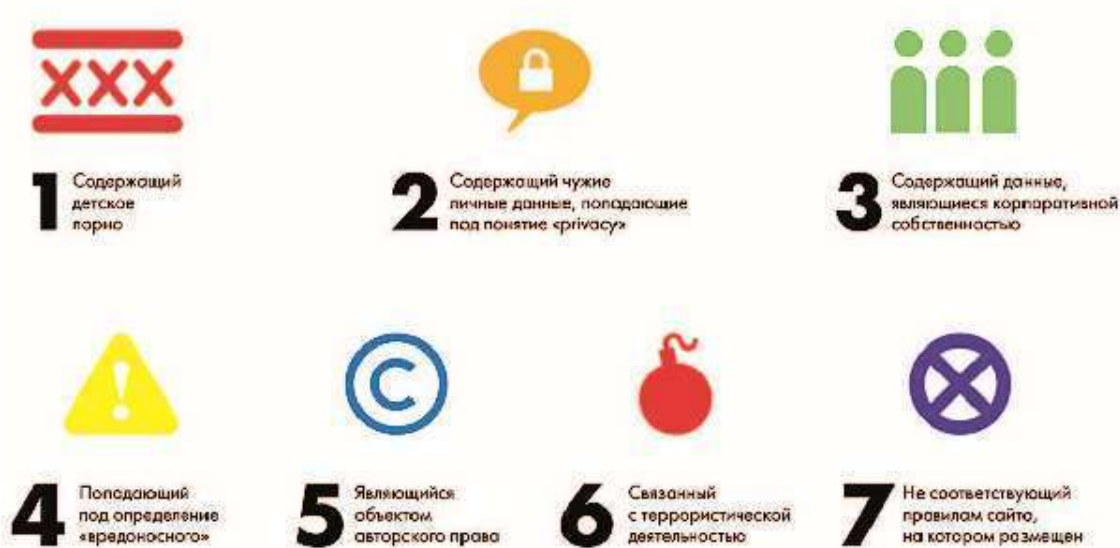 XXX
1 Содержащий
детское
порно
2 Содержащий чужие
личные данные, попадающие
под понятие «privacy»
3 Содержащий данные,
являющиеся корпоративной
собственностью
!
©
4 Попадающий
под определение
«вредоносного»
5 Являющийся
объектом
авторского права
6 Связанный
с террористической
деятельностью
7 Не соответствующий
правилам сайта,
на котором размещен